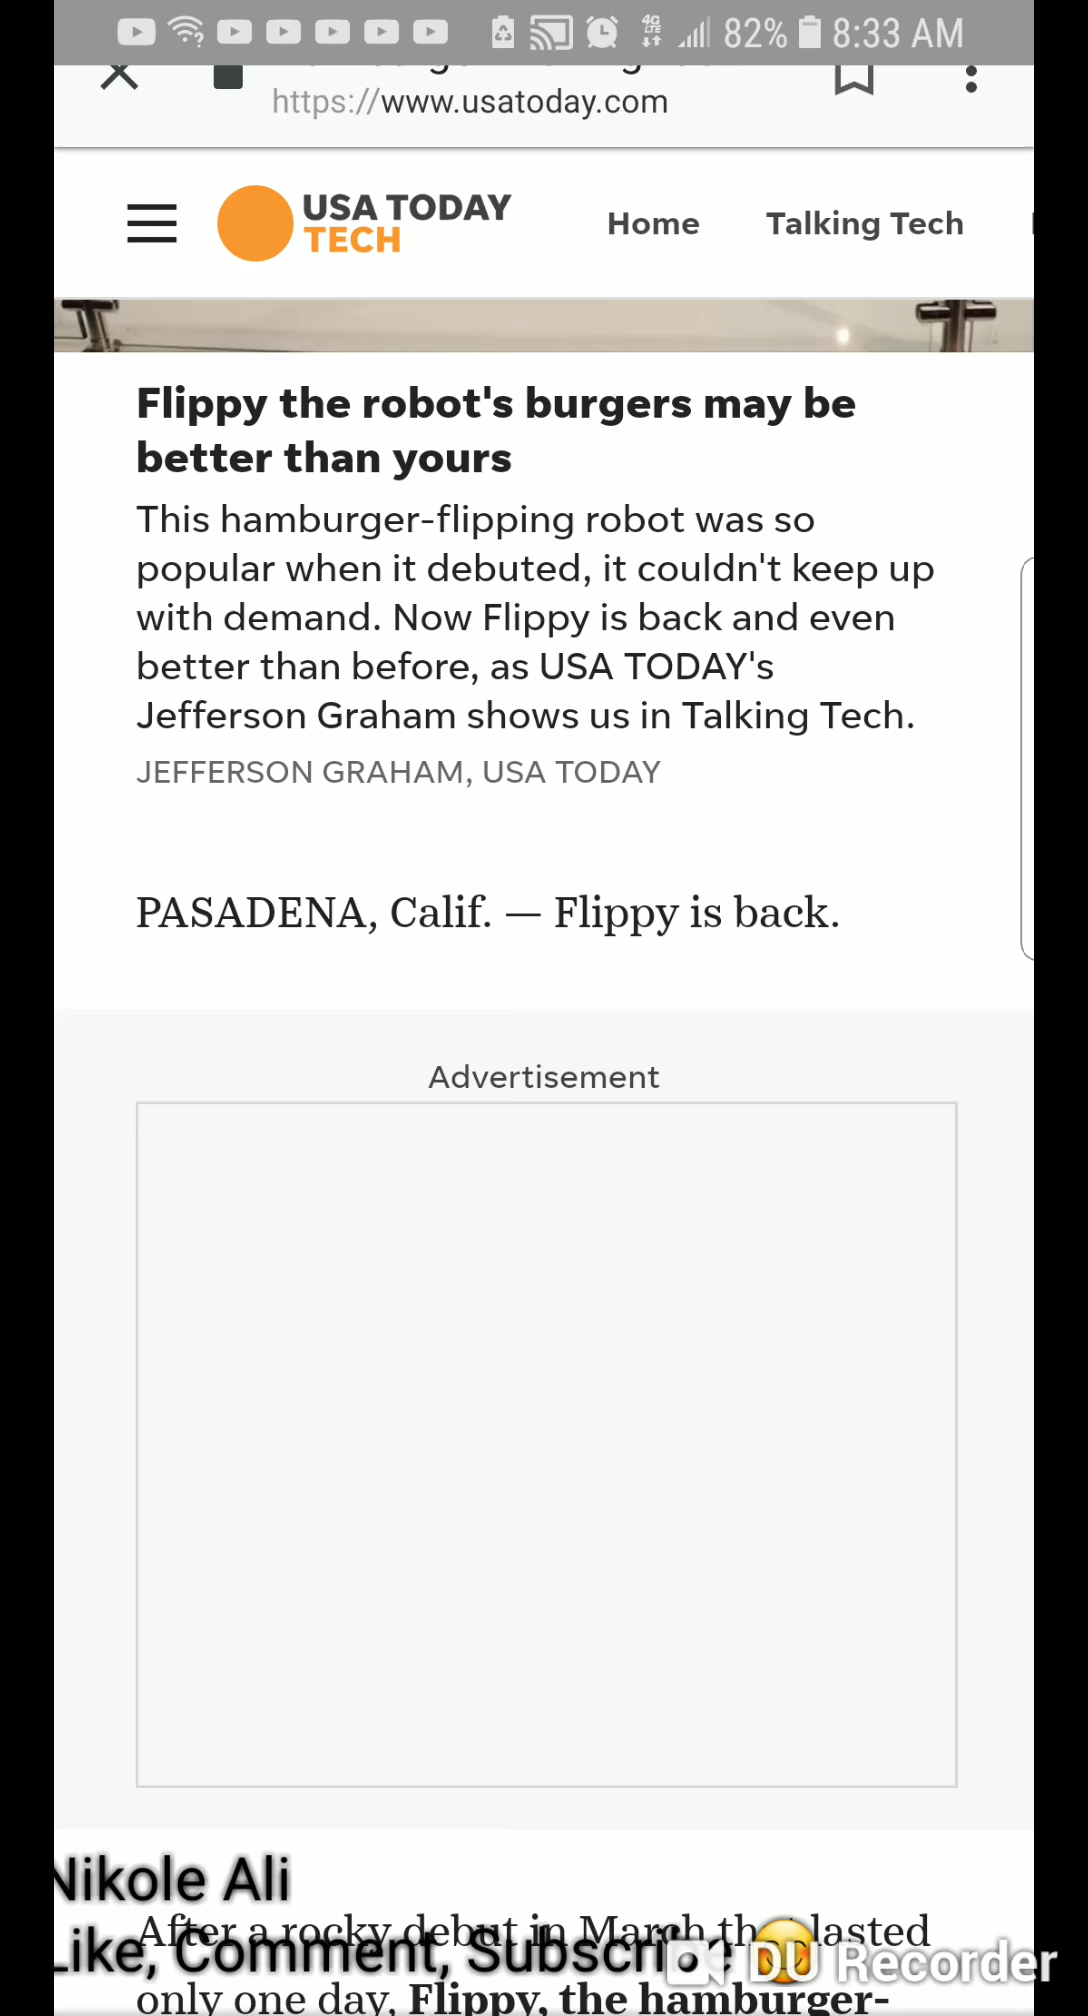 4G
LTE
82%
8:33 AM
https://www.usatoday.com
USA TODAY
TECH
Home
Talking Tech
Flippy the robot's burgers may be
better than yours
This hamburger-flipping robot was so
popular when it debuted, it couldn't keep up
with demand. Now Flippy is back and even
better than before, as USA TODAY's
Jefferson Graham shows us in Talking Tech.
JEFFERSON GRAHAM, USA TODAY
PASADENA, Calif. — Flippy is back.
Advertisement
Nikole Ali
After a rocky debut in March that lasted
Like, Comment, Subscribe
DU Recorder
only one day, Flippy, the hamburger-